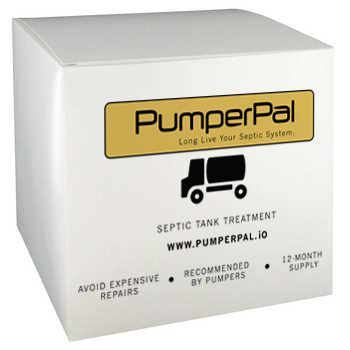 PumperPal
Long Live Your Septic System.
SEPTIC TANK TREATMENT
WWW.PUMPERPAL.iO
AVOID EXPENSIVE
REPAIRS
•
RECOMMENDED
BY PUMPERS
•
12-MONTH
SUPPLY